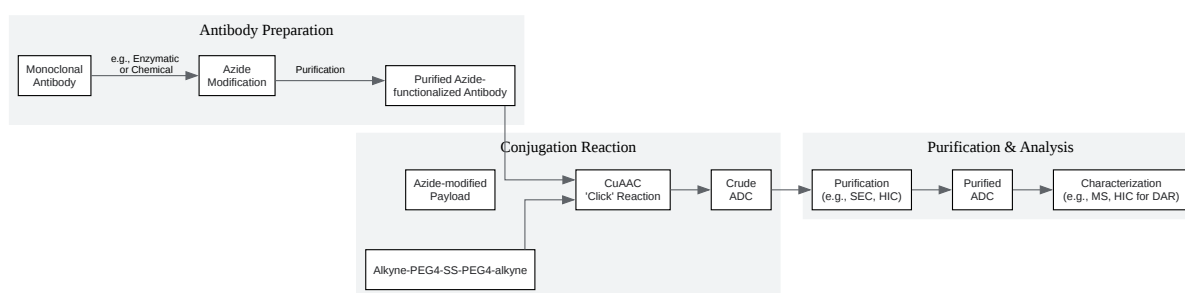 Antibody Preparation
Monoclonal
Antibody
e.g., Enzymatic
or Chemical
Azide
Modification
Purification
Purified Azide-
functionalized Antibody
Conjugation Reaction
Azide-modified
Payload
Alkyne-PEG4-SS-PEG4-alkyne
CuAAC
'Click' Reaction
Crude
ADC
Purification & Analysis
Purification
(e.g., SEC, HIC)
Purified
ADC
Characterization
(e.g., MS, HIC for DAR)